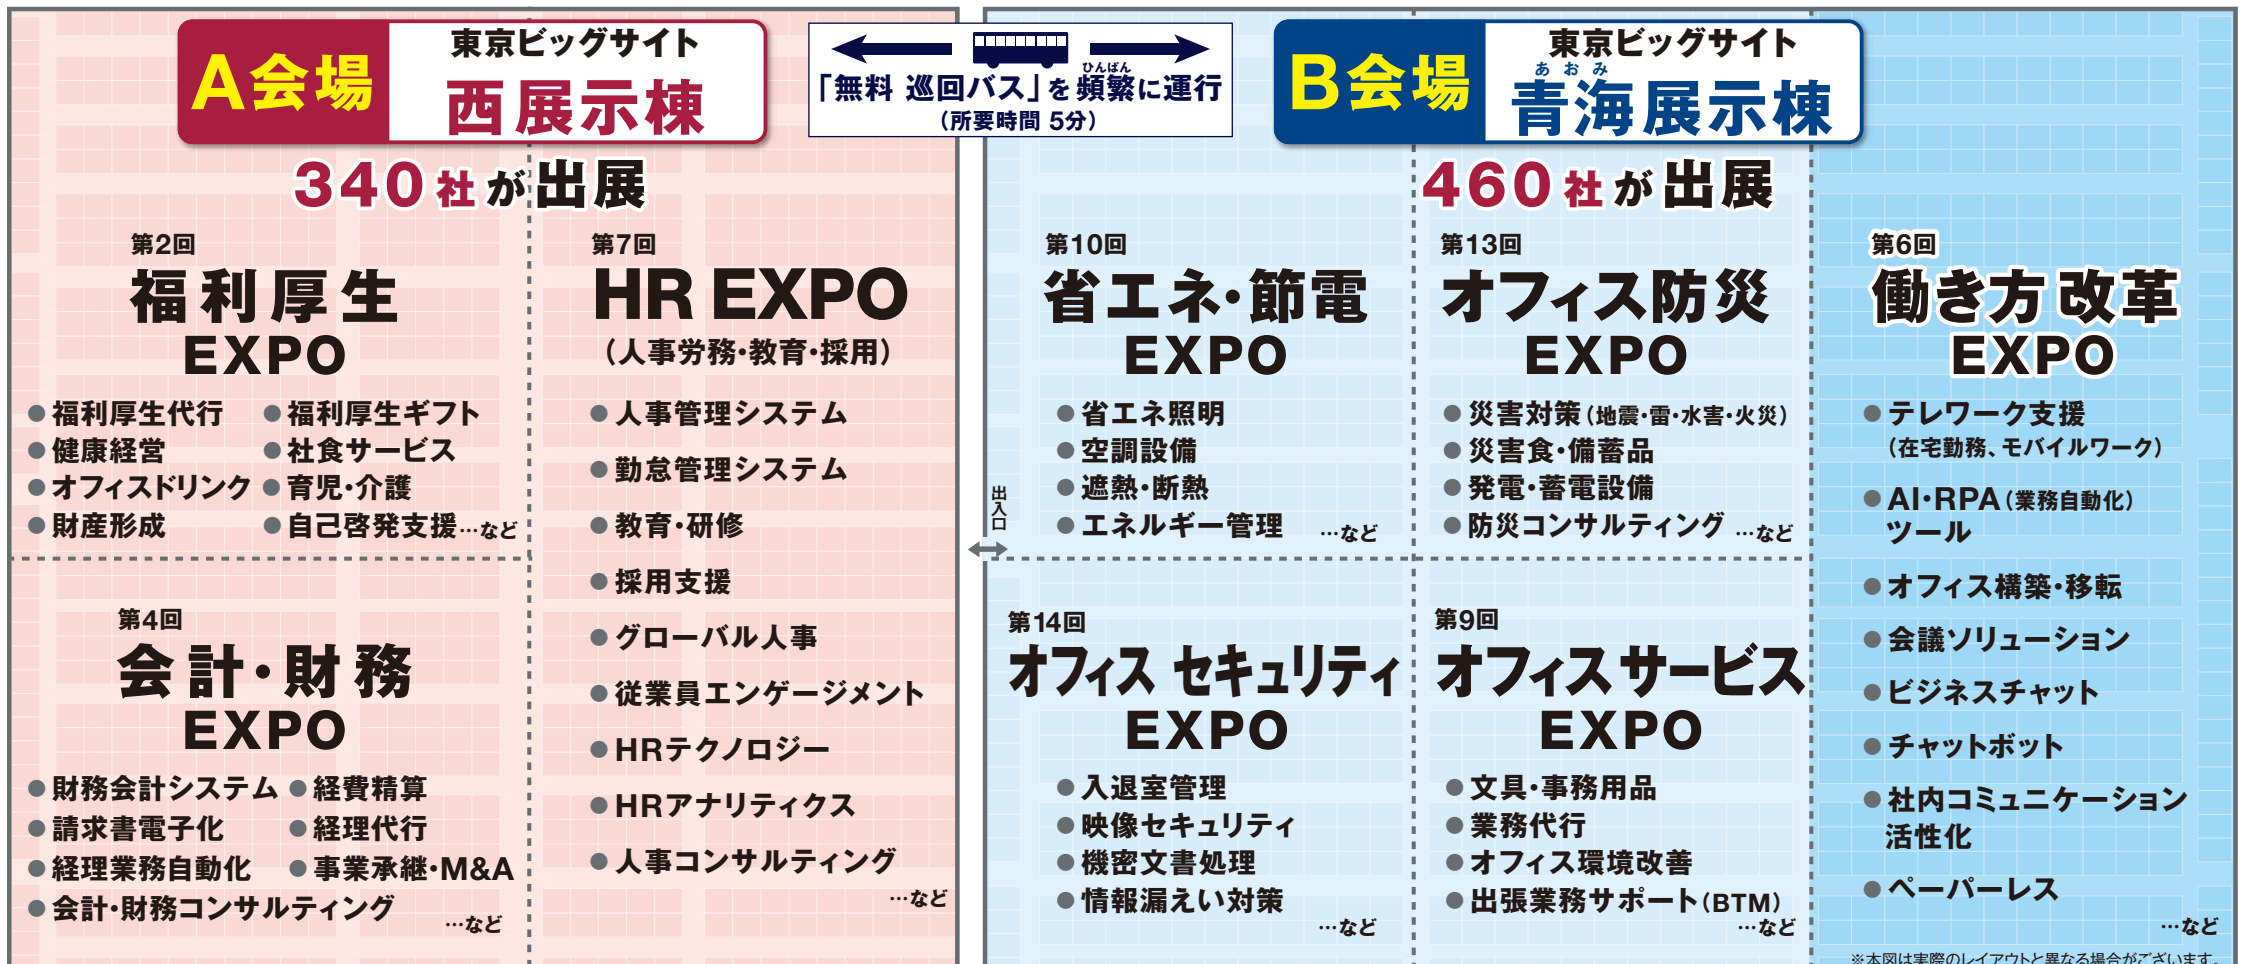 A会場
東京ビッグサイト
西展示棟
340社が出展
「無料 巡回バス」を頻繁に運行
ひんぱん
(所要時間 5分)
B会場
東京ビッグサイト
あおみ
青海展示棟
460社が出展
第2回
福利厚生
EXPO
●福利厚生代行
●健康経営
●オフィスドリンク
●財産形成
●福利厚生ギフト
●社食サービス
●育児・介護
●自己啓発支援…など
第4回
会計・財務
EXPO
●財務会計システム
●請求書電子化
●経理業務自動化
●会計・財務コンサルティング
●経費精算
●経理代行
●事業承継・M&A
…など
第7回
HR EXPO
(人事労務・教育・採用)
●人事管理システム
●勤怠管理システム
●教育・研修
●採用支援
●グローバル人事
●従業員エンゲージメント
●HRテクノロジー
●HRアナリティクス
●人事コンサルティング
…など
出入口
第10回
省エネ・節電
EXPO
●省エネ照明
●空調設備
●遮熱・断熱
●エネルギー管理 …など
第13回
オフィス防災
EXPO
●災害対策(地震・雷・水害・火災)
●災害食・備蓄品
●発電・蓄電設備
●防災コンサルティング …など
第14回
オフィス セキュリティ
EXPO
●入退室管理
●映像セキュリティ
●機密文書処理
●情報漏えい対策
…など
第9回
オフィス サービス
EXPO
●文具・事務用品
●業務代行
●オフィス環境改善
●出張業務サポート(BTM)
…など
第6回
働き方改革
EXPO
●テレワーク支援
(在宅勤務、モバイルワーク)
●AI・RPA(業務自動化)
ツール
●オフィス構築・移転
●会議ソリューション
●ビジネスチャット
●チャットボット
●社内コミュニケーション
活性化
●ペーパーレス
…など
※本図は実際のレイアウトと異なる場合がございます。